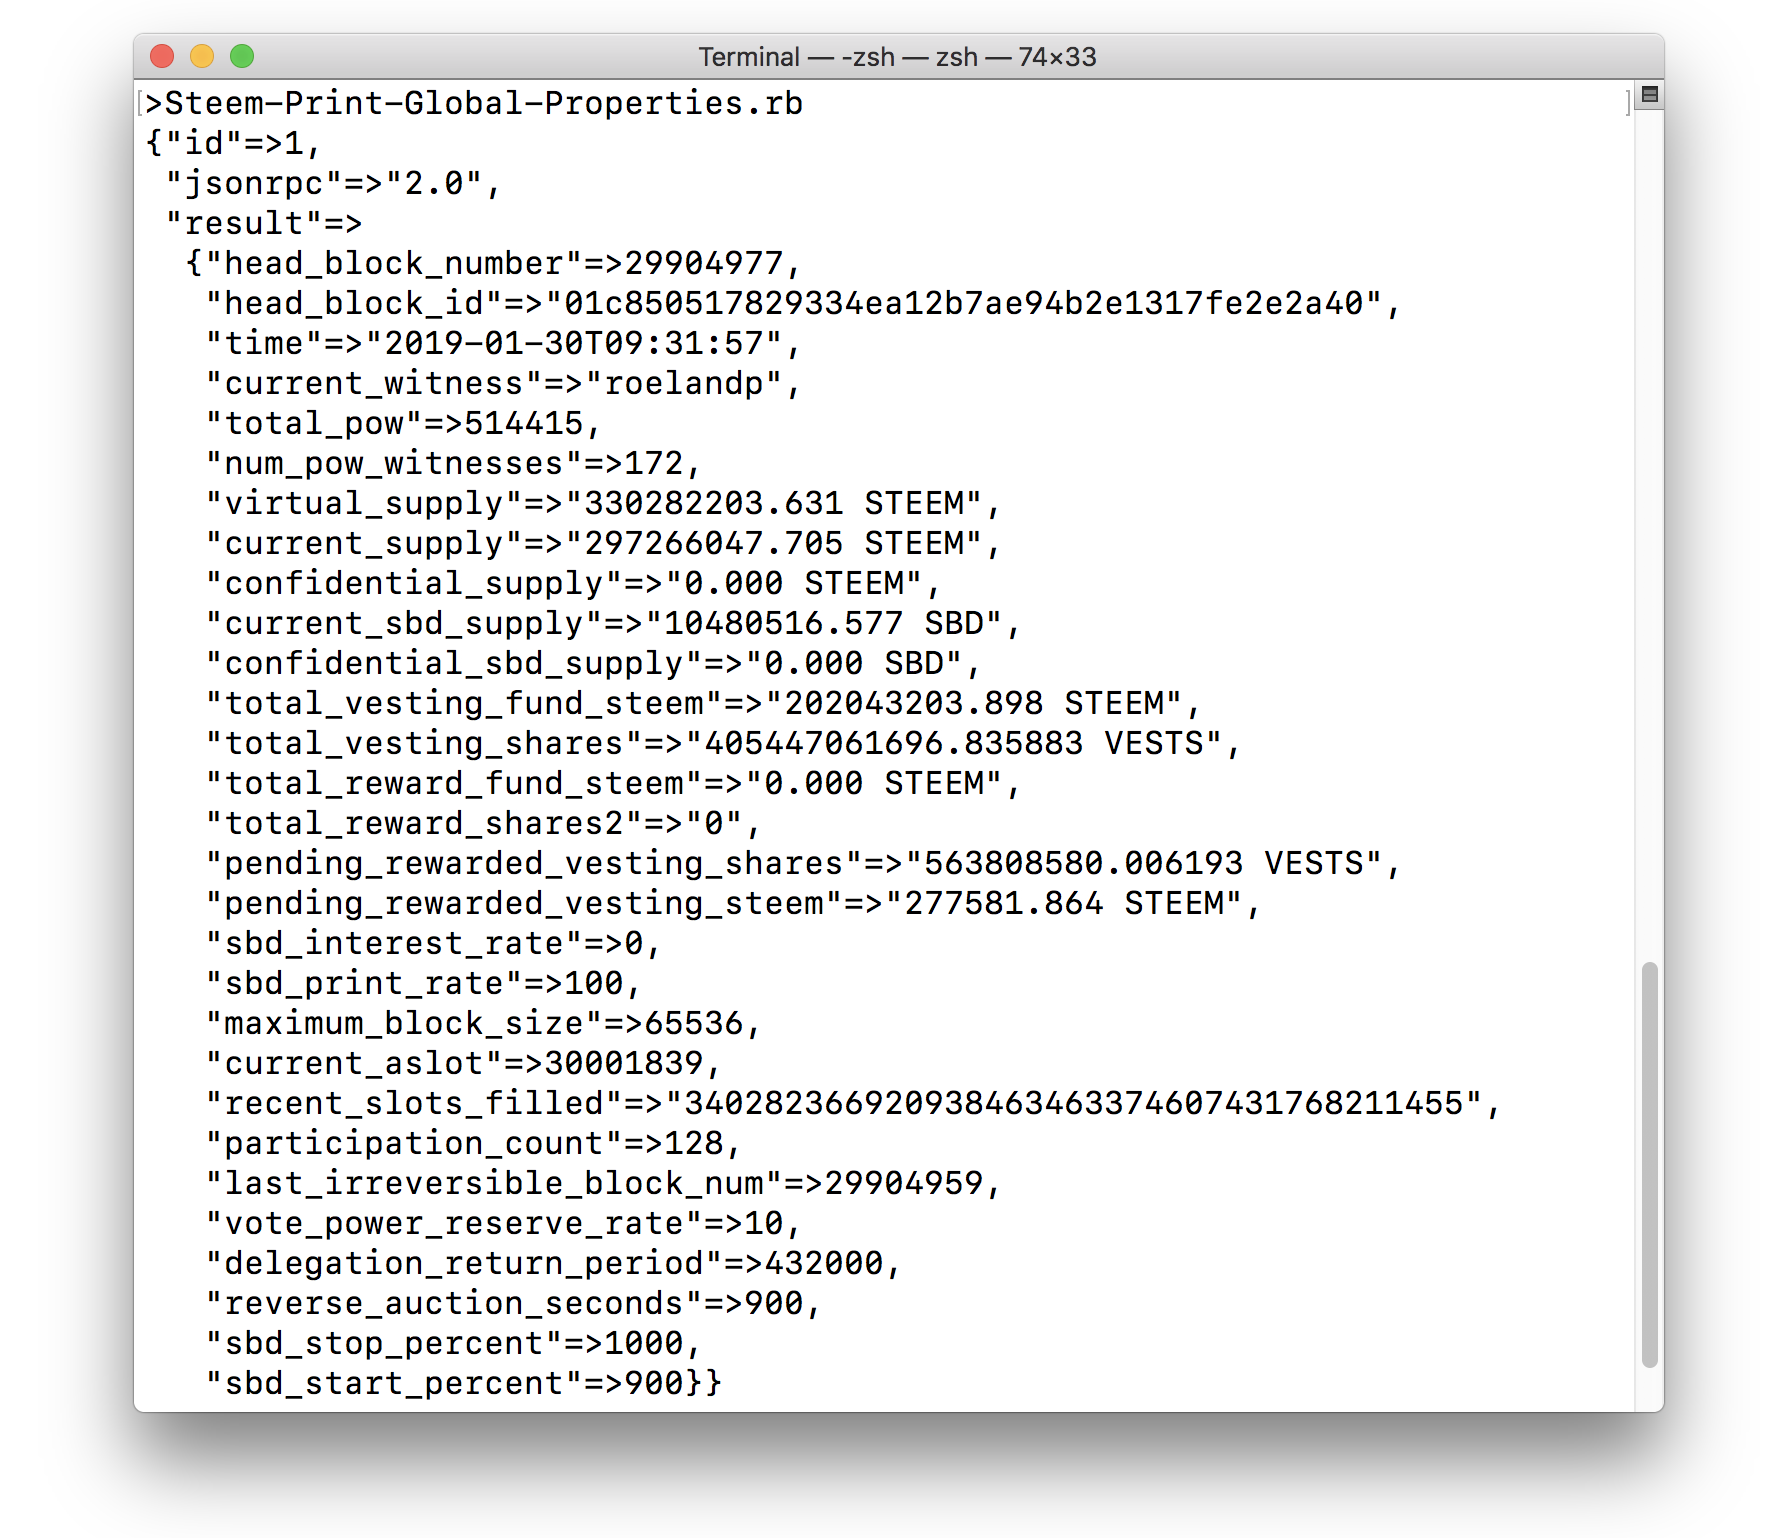 Terminal — -zsh — zsh — 74×33
[>Steem-Print-Global-Properties.rb ]
{"id"=>1,
 "jsonrpc"=>"2.0",
 "result"=>
  {"head_block_number"=>29904977,
   "head_block_id"=>"01c850517829334ea12b7ae94b2e1317fe2e2a40",
   "time"=>"2019-01-30T09:31:57",
   "current_witness"=>"roelandp",
   "total_pow"=>514415,
   "num_pow_witnesses"=>172,
   "virtual_supply"=>"330282203.631 STEEM",
   "current_supply"=>"297266047.705 STEEM",
   "confidential_supply"=>"0.000 STEEM",
   "current_sbd_supply"=>"10480516.577 SBD",
   "confidential_sbd_supply"=>"0.000 SBD",
   "total_vesting_fund_steem"=>"202043203.898 STEEM",
   "total_vesting_shares"=>"405447061696.835883 VESTS",
   "total_reward_fund_steem"=>"0.000 STEEM",
   "total_reward_shares2"=>"0",
   "pending_rewarded_vesting_shares"=>"563808580.006193 VESTS",
   "pending_rewarded_vesting_steem"=>"277581.864 STEEM",
   "sbd_interest_rate"=>0,
   "sbd_print_rate"=>100,
   "maximum_block_size"=>65536,
   "current_aslot"=>30001839,
   "recent_slots_filled"=>"340282366920938463463374607431768211455",
   "participation_count"=>128,
   "last_irreversible_block_num"=>29904959,
   "vote_power_reserve_rate"=>10,
   "delegation_return_period"=>432000,
   "reverse_auction_seconds"=>900,
   "sbd_stop_percent"=>1000,
   "sbd_start_percent"=>900}}